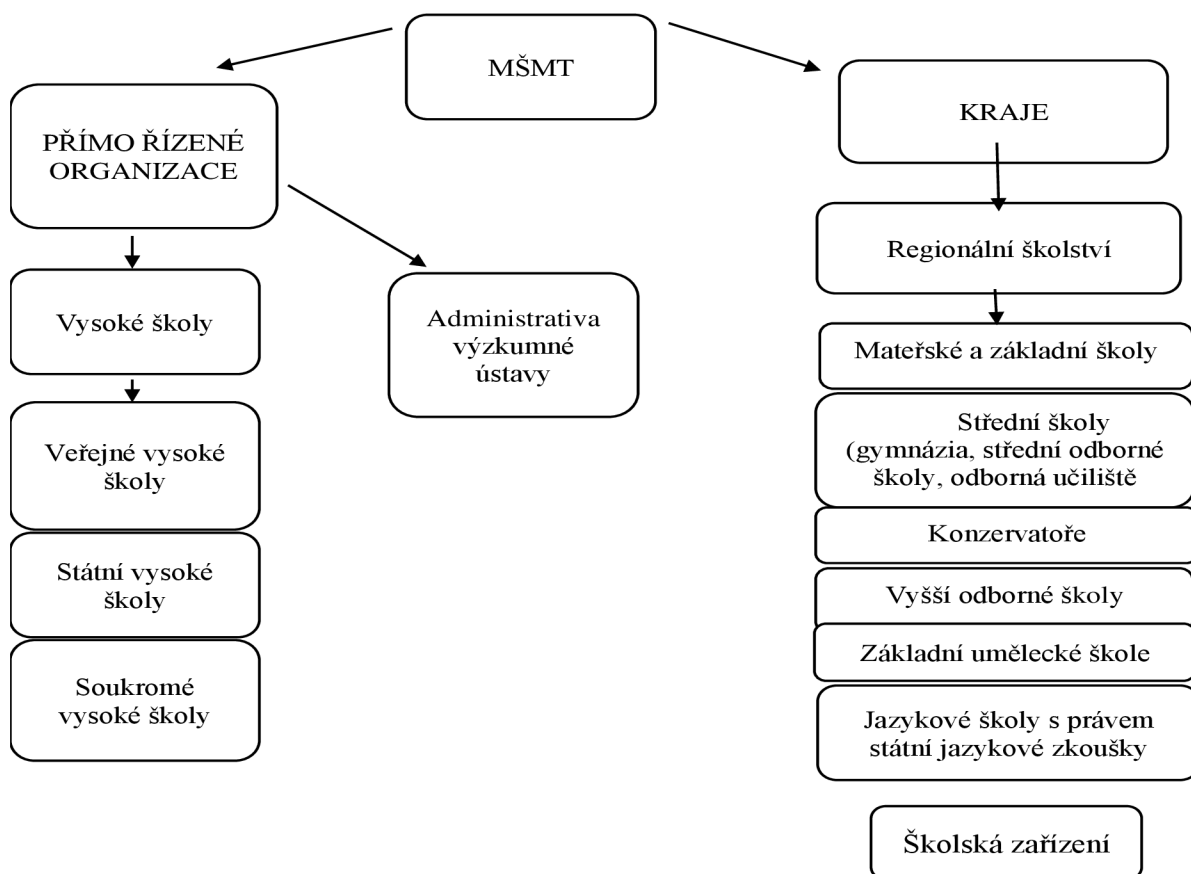 MŠMT
PŘÍMO ŘÍZENÉ
ORGANIZACE
KRAJE
Vysoké školy
Administrativa
výzkumné
ústavy
Regionální školství
Veřejné vysoké
školy
Státní vysoké
školy
Soukromé
vysoké školy
Mateřské a základní školy
Střední školy
(gymnázia, střední odborné
školy, odborná učiliště
Konzervatoře
Vyšší odborné školy
Základní umělecké škole
Jazykové školy s právem
státní jazykové zkoušky
Školská zařízení